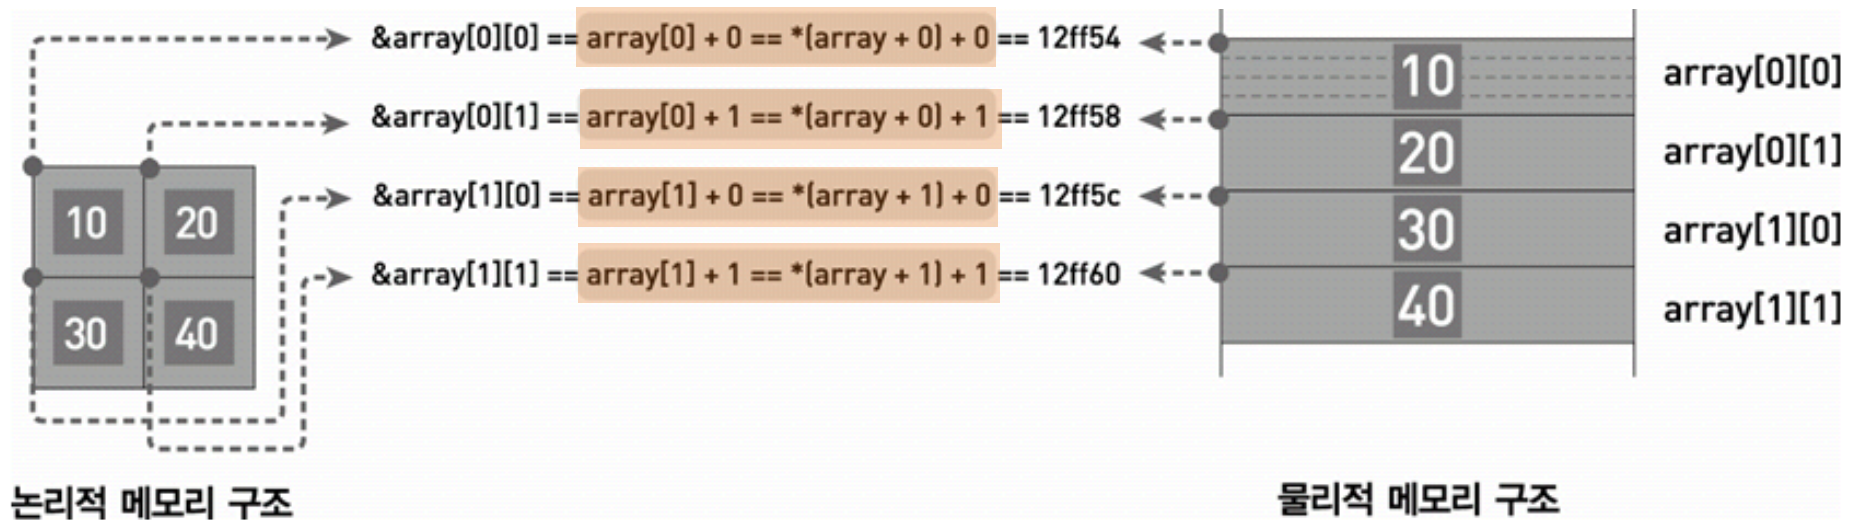 &array[0][0] == array[0] + 0 == *(array + 0) + 0 == 12ff54
&array[0][1] == array[0] + 1 == *(array + 0) + 1 == 12ff58
&array[1][0] == array[1] + 0 == *(array + 1) + 0 == 12ff5c
&array[1][1] == array[1] + 1 == *(array + 1) + 1 == 12ff60
10 20
30 40
논리적 메모리 구조
10 array[0][0]
20 array[0][1]
30 array[1][0]
40 array[1][1]
물리적 메모리 구조